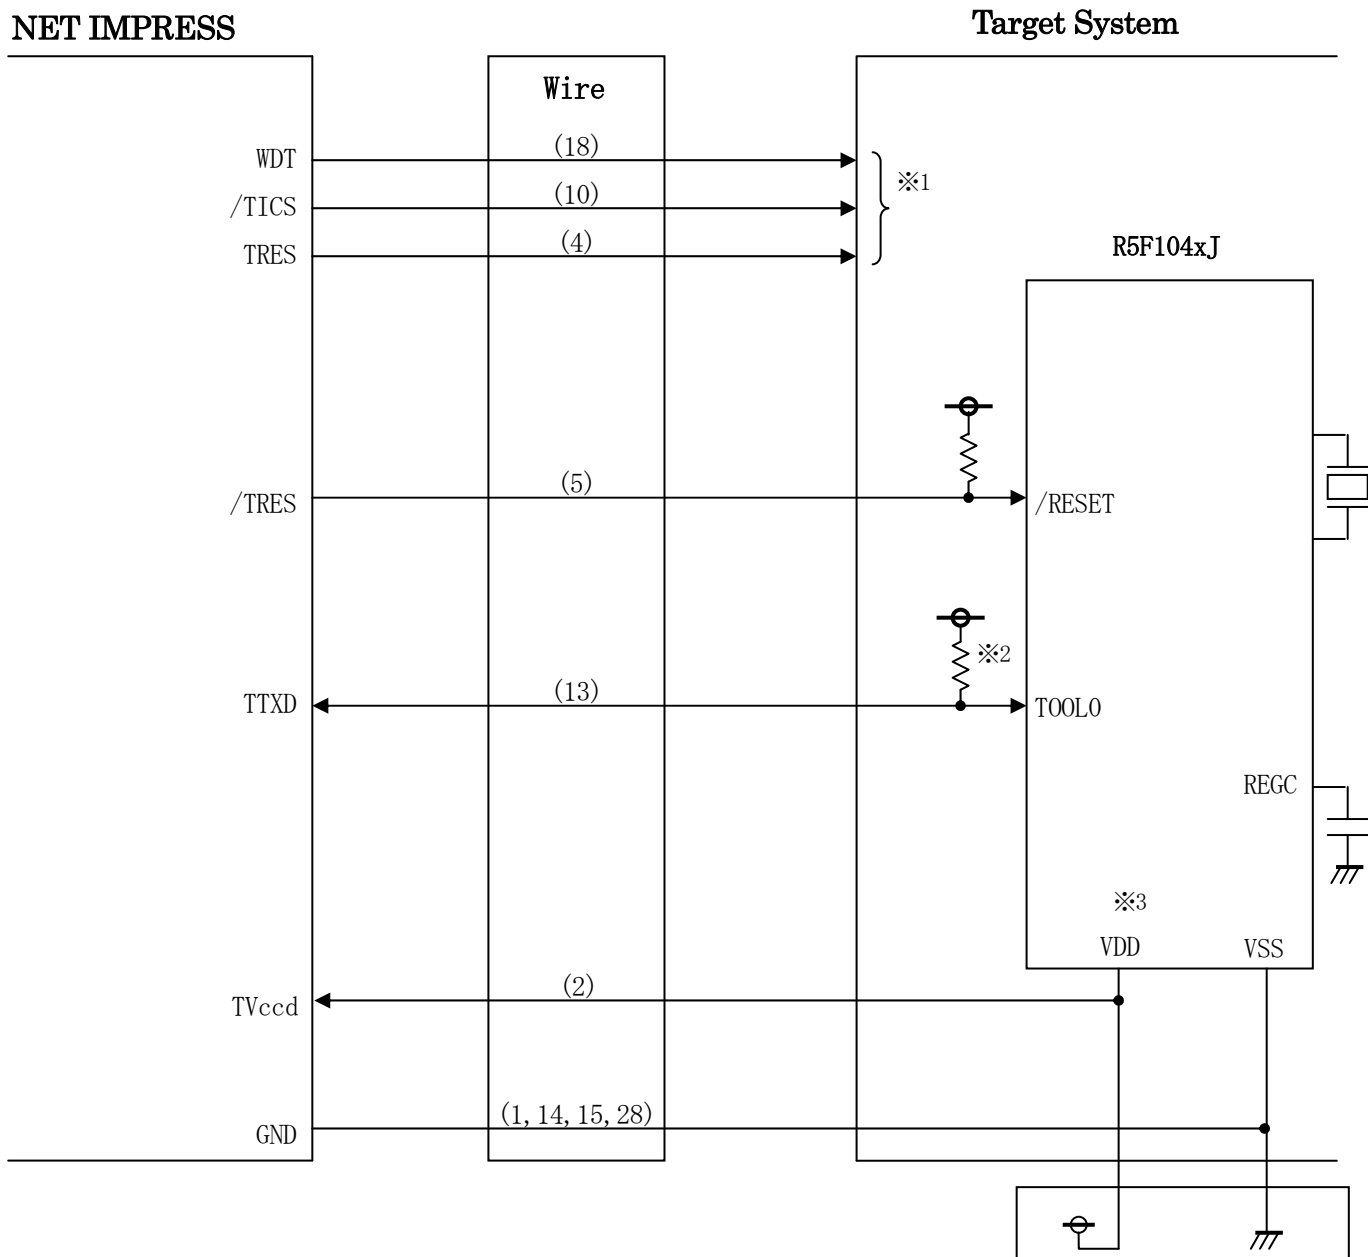 NET IMPRESS
Target System
Wire
WDT
(18)
※1
/TICS
(10)
TRES
(4)
R5F104xJ
/TRES
(5)
/RESET
※2
TTXD
(13)
TOOL0
REGC
※3
VDD
VSS
TVccd
(2)
GND
(1,14,15,28)